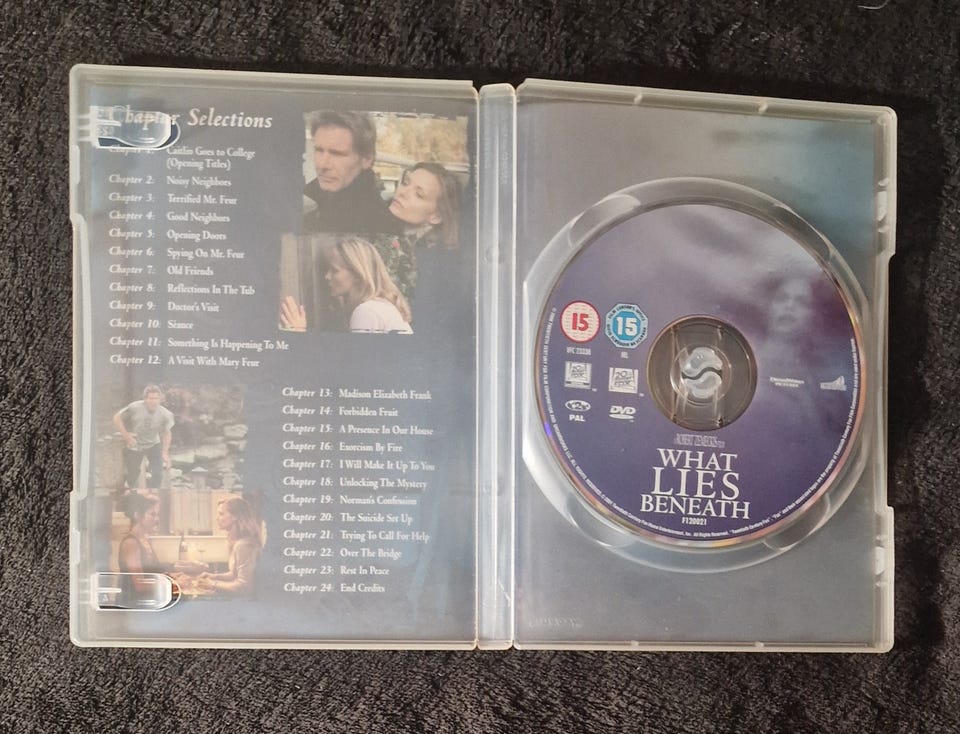 Chapter Selections
Chapter 1: Caitlin Goes to College
(Opening Titles)
Chapter 2: Noisy Neighbors
Chapter 3: Terrified Mr. Feur
Chapter 4: Good Neighbors
Chapter 5: Opening Doors
Chapter 6: Spying On Mr. Feur
Chapter 7: Old Friends
Chapter 8: Reflections In The Tub
Chapter 9: Doctor's Visit
Chapter 10: Séance
Chapter 11: Something Is Happening To Me
Chapter 12: A Visit With Mary Feur
Chapter 13: Madison Elizabeth Frank
Chapter 14: Forbidden Fruit
Chapter 15: A Presence In Our House
Chapter 16: Exorcism By Fire
Chapter 17: I Will Make It Up To You
Chapter 18: Unlocking The Mystery
Chapter 19: Norman's Confession
Chapter 20: The Suicide Set Up
Chapter 21: Trying To Call For Help
Chapter 22: Over The Bridge
Chapter 23: Rest In Peace
Chapter 24: End Credits
15
15
PAL
DVD
DREAMWORKS
PICTURES
WHAT
LIES
BENEATH
F120021